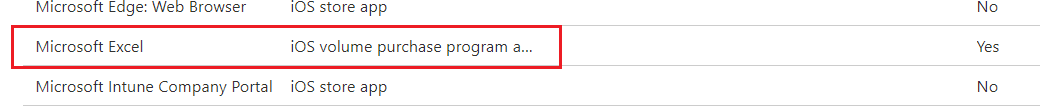 Microsoft Edge: Web Browser iOS store app No
Microsoft Excel iOS volume purchase program a... Yes
Microsoft Intune Company Portal iOS store app No